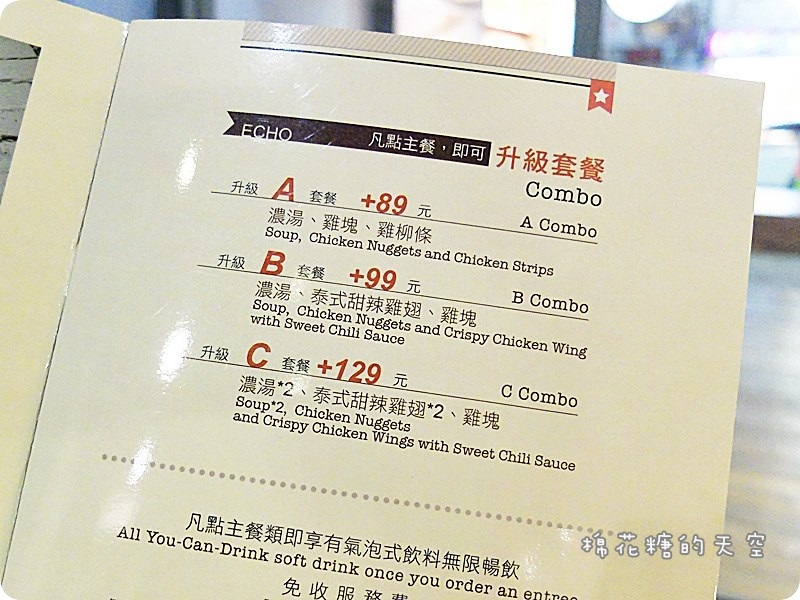 ECHO 凡點主餐，即可 升級套餐
Combo
升級 A 套餐 +89 元 A Combo
濃湯、雞塊、雞柳條
Soup, Chicken Nuggets and Chicken Strips
升級 B 套餐 +99 元 B Combo
濃湯、泰式甜辣雞翅、雞塊
Soup, Chicken Nuggets and Crispy Chicken Wing
with Sweet Chili Sauce
升級 C 套餐 +129 元 C Combo
濃湯*2、泰式甜辣雞翅*2、雞塊
Soup*2, Chicken Nuggets
and Crispy Chicken Wings with Sweet Chili Sauce
凡點主餐類即享有氣泡式飲料無限暢飲
All You-Can-Drink soft drink once you order an entree
免收服務費
棉花糖的天空